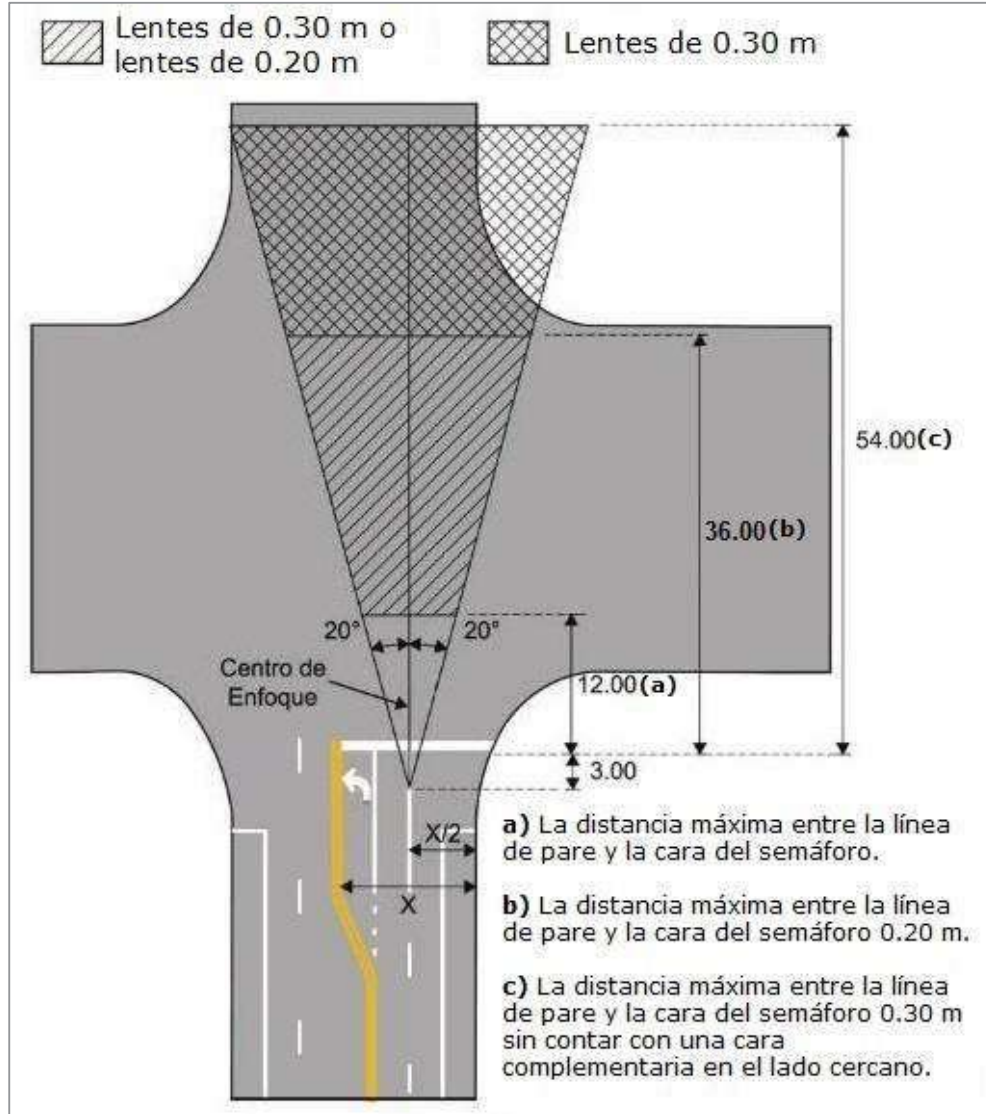 Lentes de 0.30 m o
lentes de 0.20 m
Lentes de 0.30 m
54.00(c)
36.00(b)
20°
20°
Centro de
Enfoque
12.00(a)
3.00
X/2
X
a) La distancia máxima entre la línea
de pare y la cara del semáforo.
b) La distancia máxima entre la línea
de pare y la cara del semáforo 0.20 m.
c) La distancia máxima entre la línea
de pare y la cara del semáforo 0.30 m
sin contar con una cara
complementaria en el lado cercano.